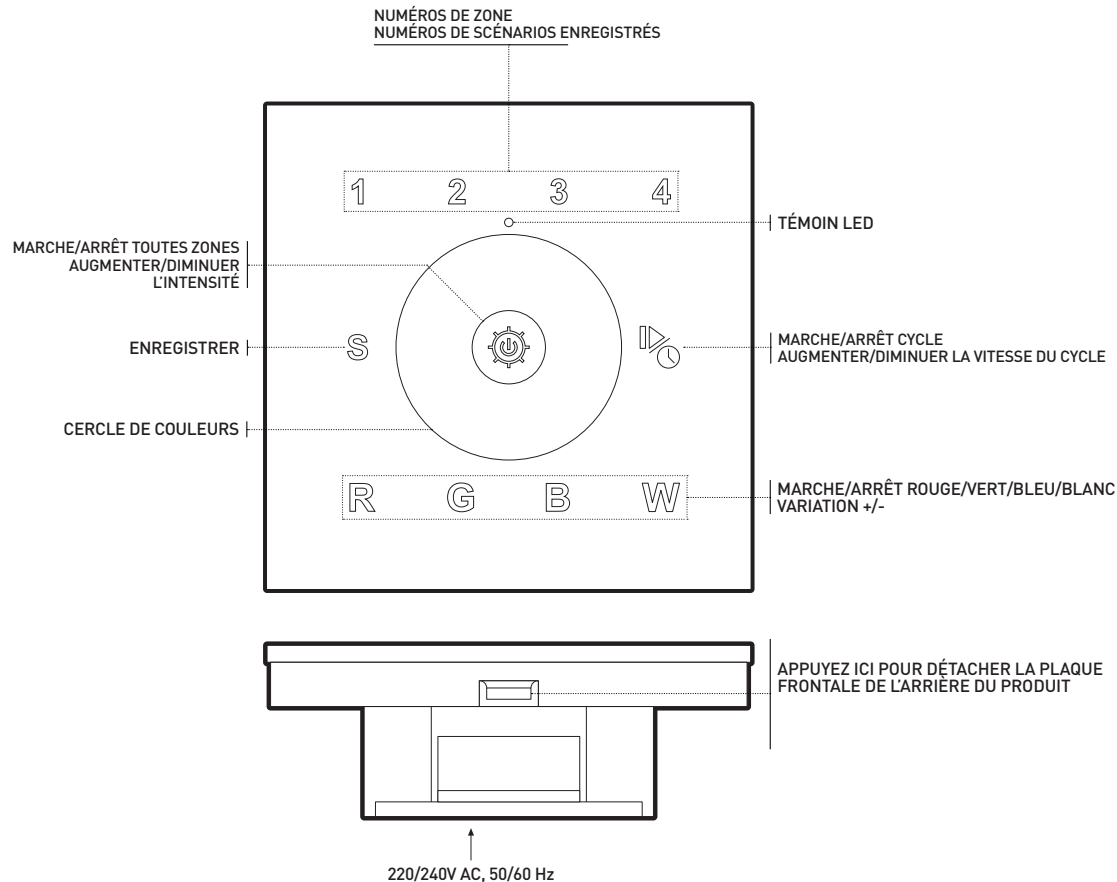 NUMÉROS DE ZONE
NUMÉROS DE SCÉNARIOS ENREGISTRÉS
1 2 3 4
TÉMOIN LED
MARCHE/ARRÊT TOUTES ZONES
AUGMENTER/DIMINUER
L'INTENSITÉ
ENREGISTRER
S
MARCHE/ARRÊT CYCLE
AUGMENTER/DIMINUER LA VITESSE DU CYCLE
CERCLE DE COULEURS
R G B W
MARCHE/ARRÊT ROUGE/VERT/BLEU/BLANC
VARIATION +/-
APPUYEZ ICI POUR DÉTACHER LA PLAQUE
FRONTALE DE L'ARRIÈRE DU PRODUIT
220/240V AC, 50/60 Hz